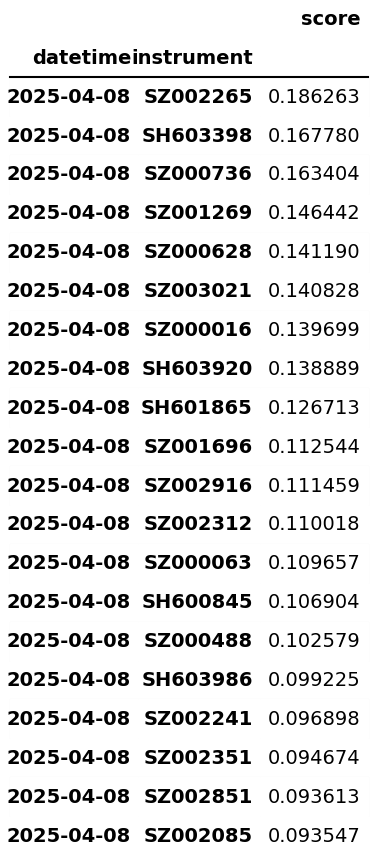 score
datetime instrument
2025-04-08 SZ002265 0.186263
2025-04-08 SH603398 0.167780
2025-04-08 SZ000736 0.163404
2025-04-08 SZ001269 0.146442
2025-04-08 SZ000628 0.141190
2025-04-08 SZ003021 0.140828
2025-04-08 SZ000016 0.139699
2025-04-08 SH603920 0.138889
2025-04-08 SH601865 0.126713
2025-04-08 SZ001696 0.112544
2025-04-08 SZ002916 0.111459
2025-04-08 SZ002312 0.110018
2025-04-08 SZ000063 0.109657
2025-04-08 SH600845 0.106904
2025-04-08 SZ000488 0.102579
2025-04-08 SH603986 0.099225
2025-04-08 SZ002241 0.096898
2025-04-08 SZ002351 0.094674
2025-04-08 SZ002851 0.093613
2025-04-08 SZ002085 0.093547